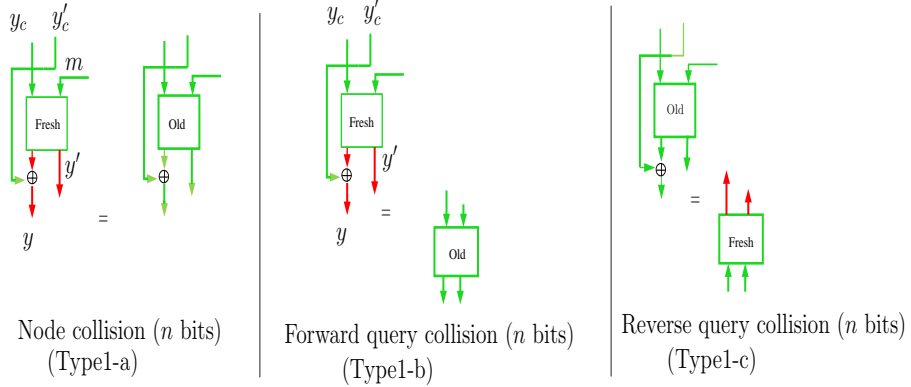 y_c y'_c
m
Fresh
Old
y'
⊕
⊕
=
y
Node collision (n bits)
(Type1-a)
y_c y'_c
Fresh
y'
⊕
=
y
Old
Forward query collision (n bits)
(Type1-b)
Old
⊕
=
Fresh
Reverse query collision (n bits)
(Type1-c)